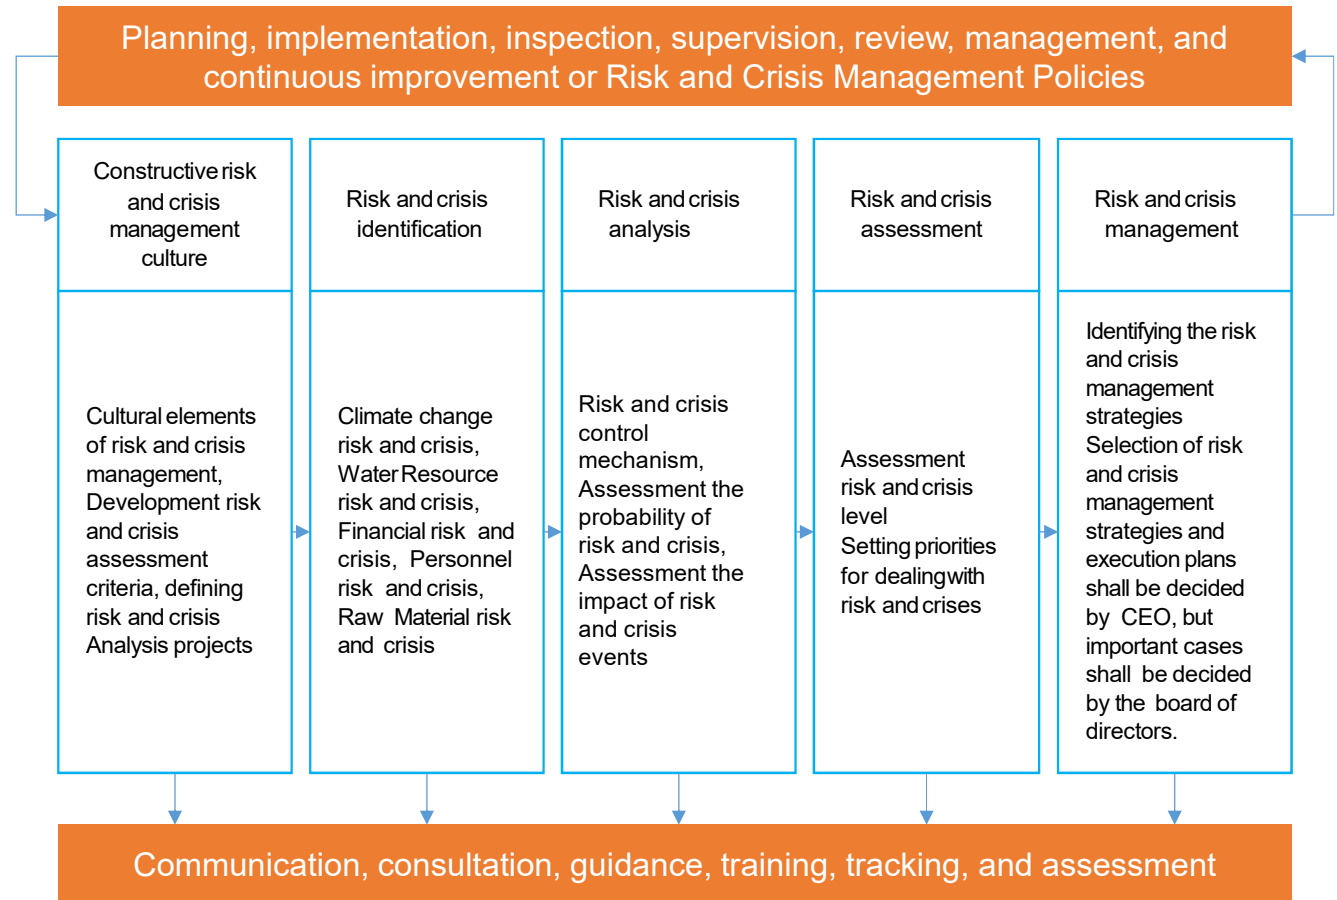 Planning, implementation, inspection, supervision, review, management, and
continuous improvement or Risk and Crisis Management Policies
Constructive risk
and crisis
management
culture
Risk and crisis
identification
Risk and crisis
analysis
Risk and crisis
assessment
Risk and crisis
management
Cultural elements
of risk and crisis
management,
Development risk
and crisis
assessment
criteria, defining
risk and crisis
Analysis projects
Climate change
risk and crisis,
Water Resource
risk and crisis,
Financial risk and
crisis, Personnel
risk and crisis,
Raw Material risk
and crisis
Risk and crisis
control
mechanism,
Assessment the
probability of
risk and crisis,
Assessment the
impact of risk
and crisis
events
Assessment
risk and crisis
level
Setting priorities
for dealing with
risk and crises
Identifying the risk
and crisis
management
strategies
Selection of risk
and crisis
management
strategies and
execution plans
shall be decided
by CEO, but
important cases
shall be decided
by the board of
directors.
Communication, consultation, guidance, training, tracking, and assessment